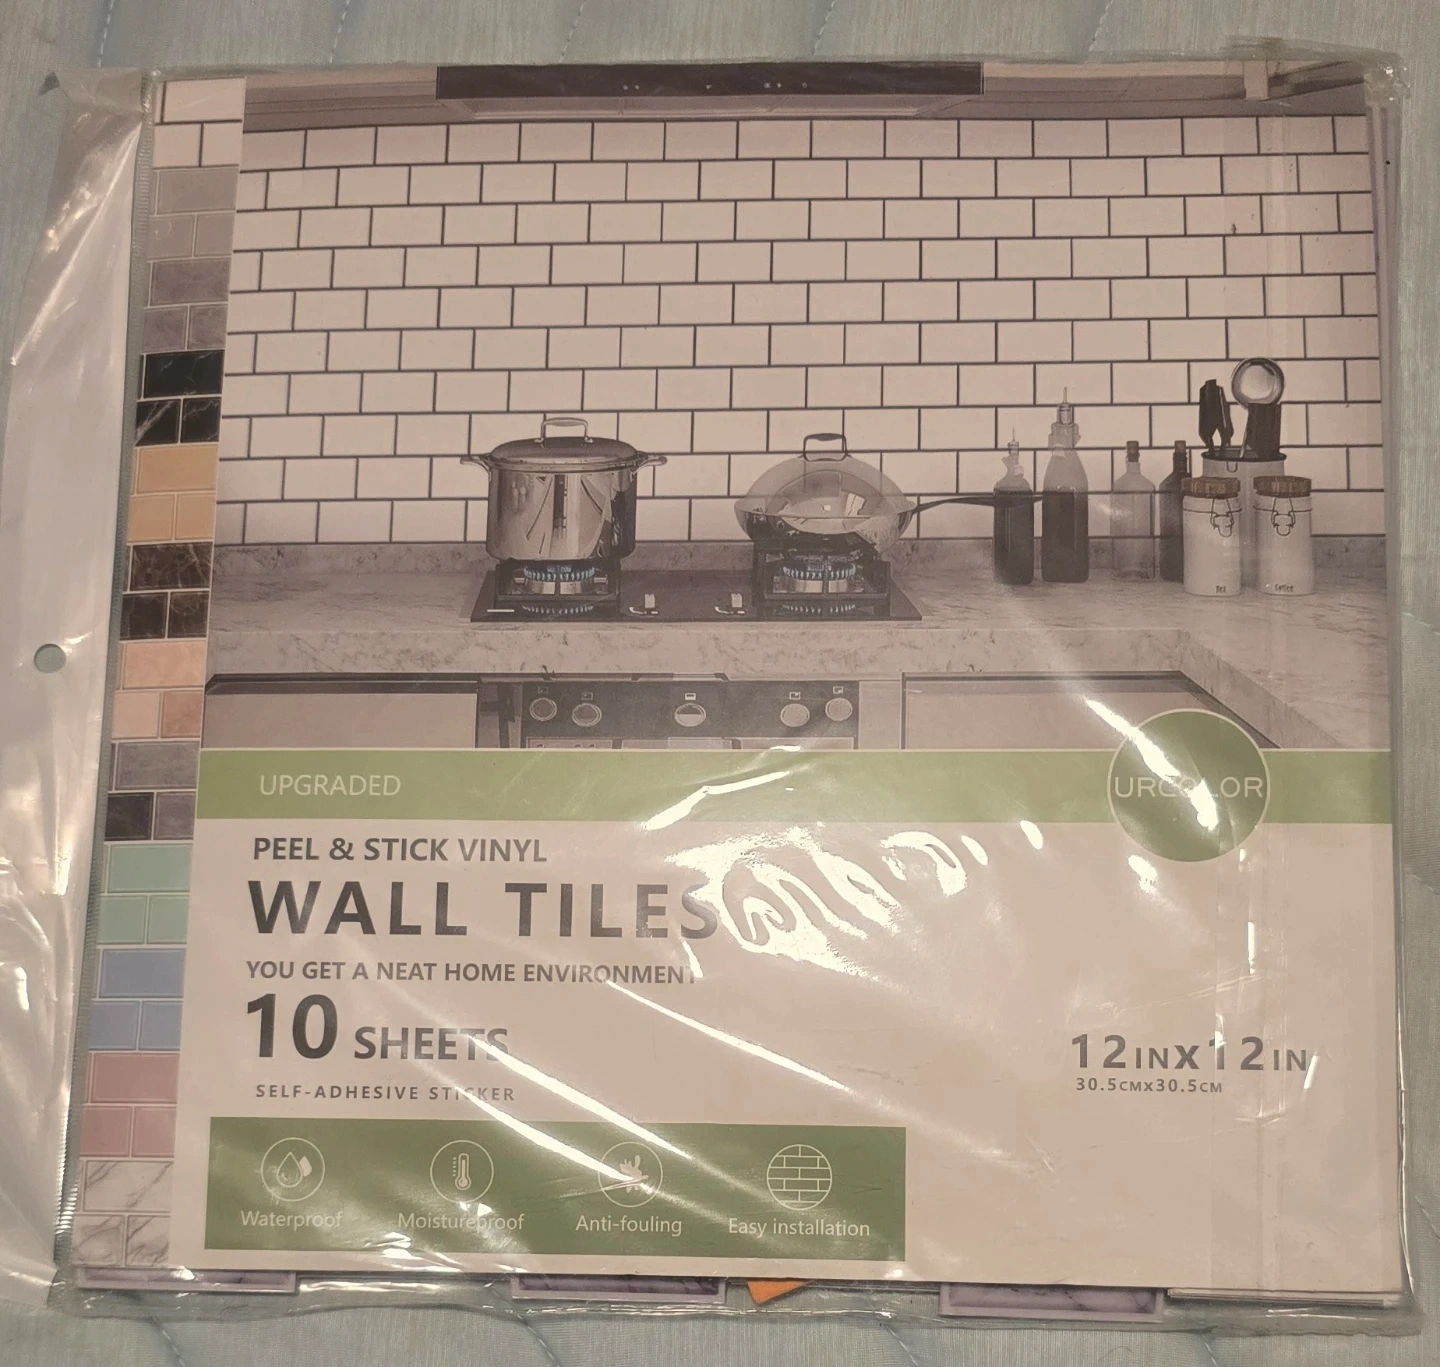 UPGRADED
URCOLOR
PEEL & STICK VINYL
WALL TILES
YOU GET A NEAT HOME ENVIRONMENT
10 SHEETS
12INX12IN
30.5CMX30.5CM
SELF-ADHESIVE STICKER
Waterproof
Moistureproof
Anti-fouling
Easy installation